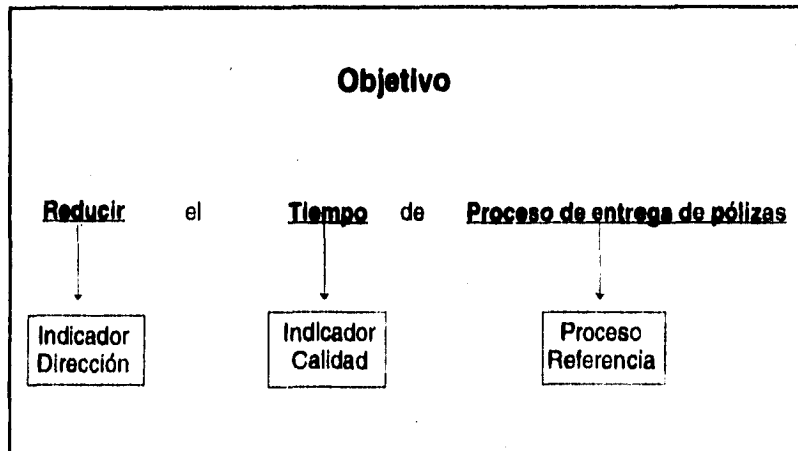 Objetivo
Reducir el Tiempo de Proceso de entrega de pólizas
Indicador Indicador Proceso
Dirección Calidad Referencia